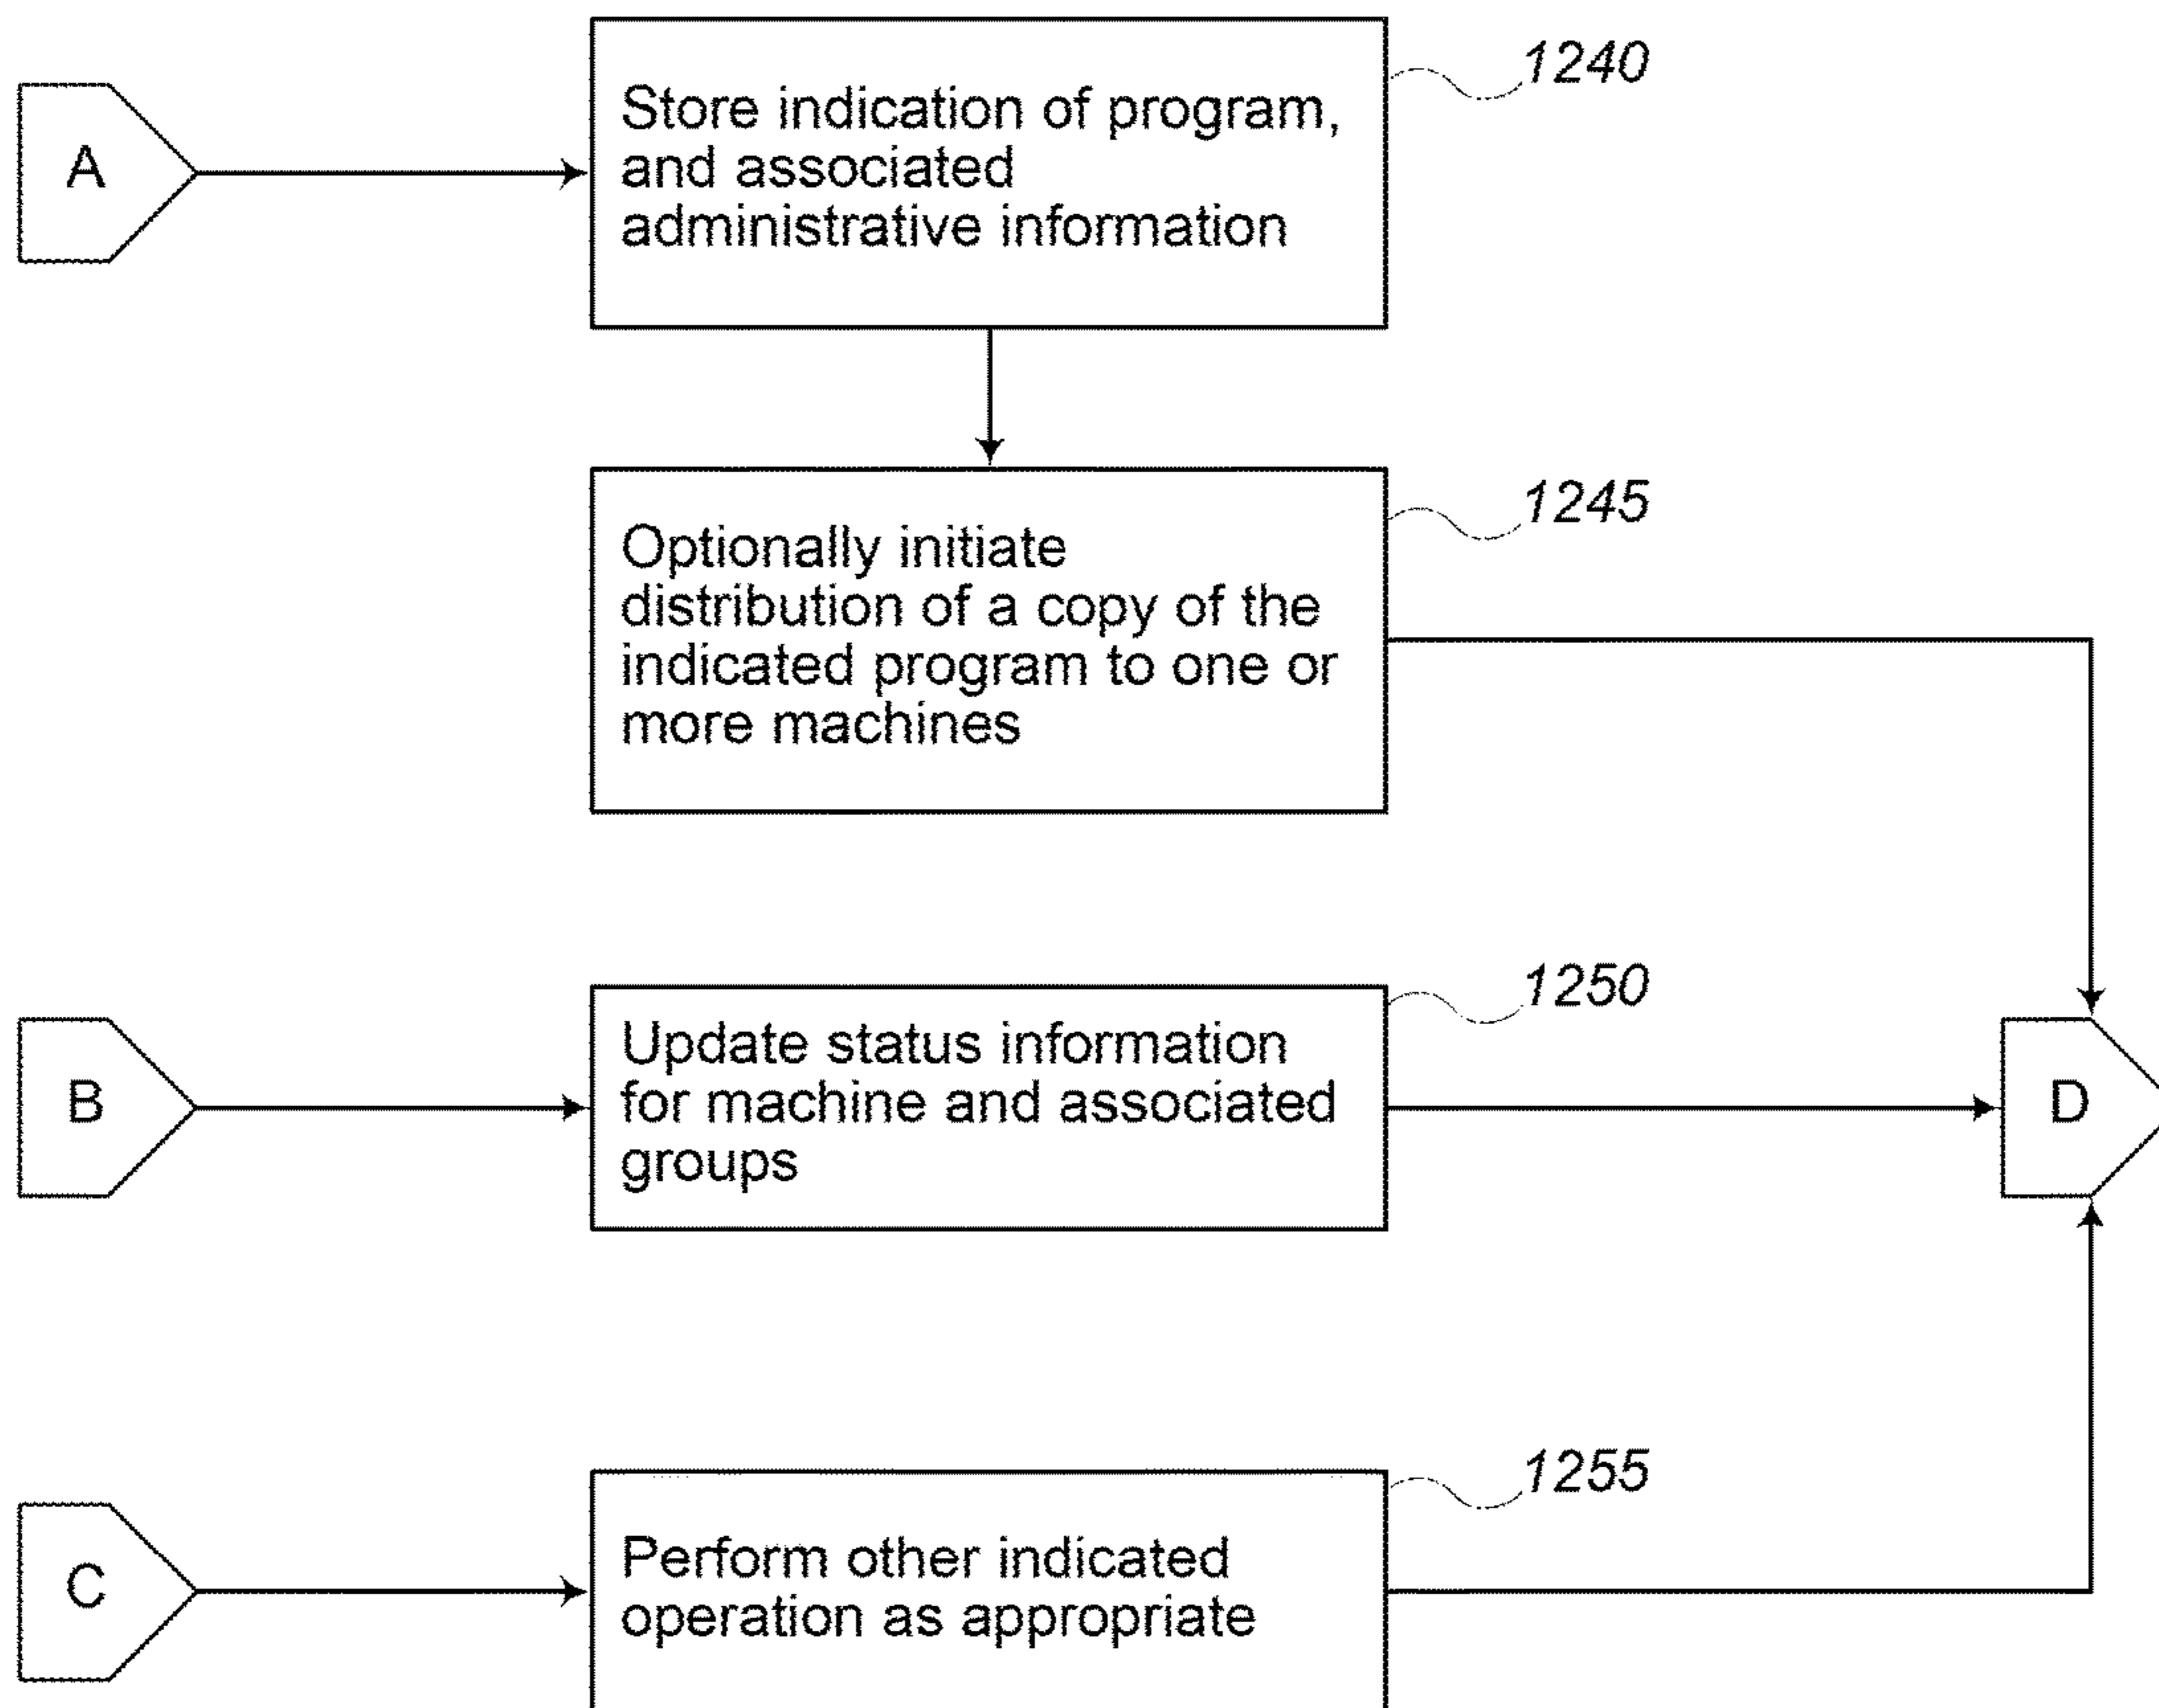 A
Store indication of program,
and associated
administrative information
1240
Optionally initiate
distribution of a copy of the
indicated program to one or
more machines
1245
B
Update status information
for machine and associated
groups
1250
D
C
Perform other indicated
operation as appropriate
1255